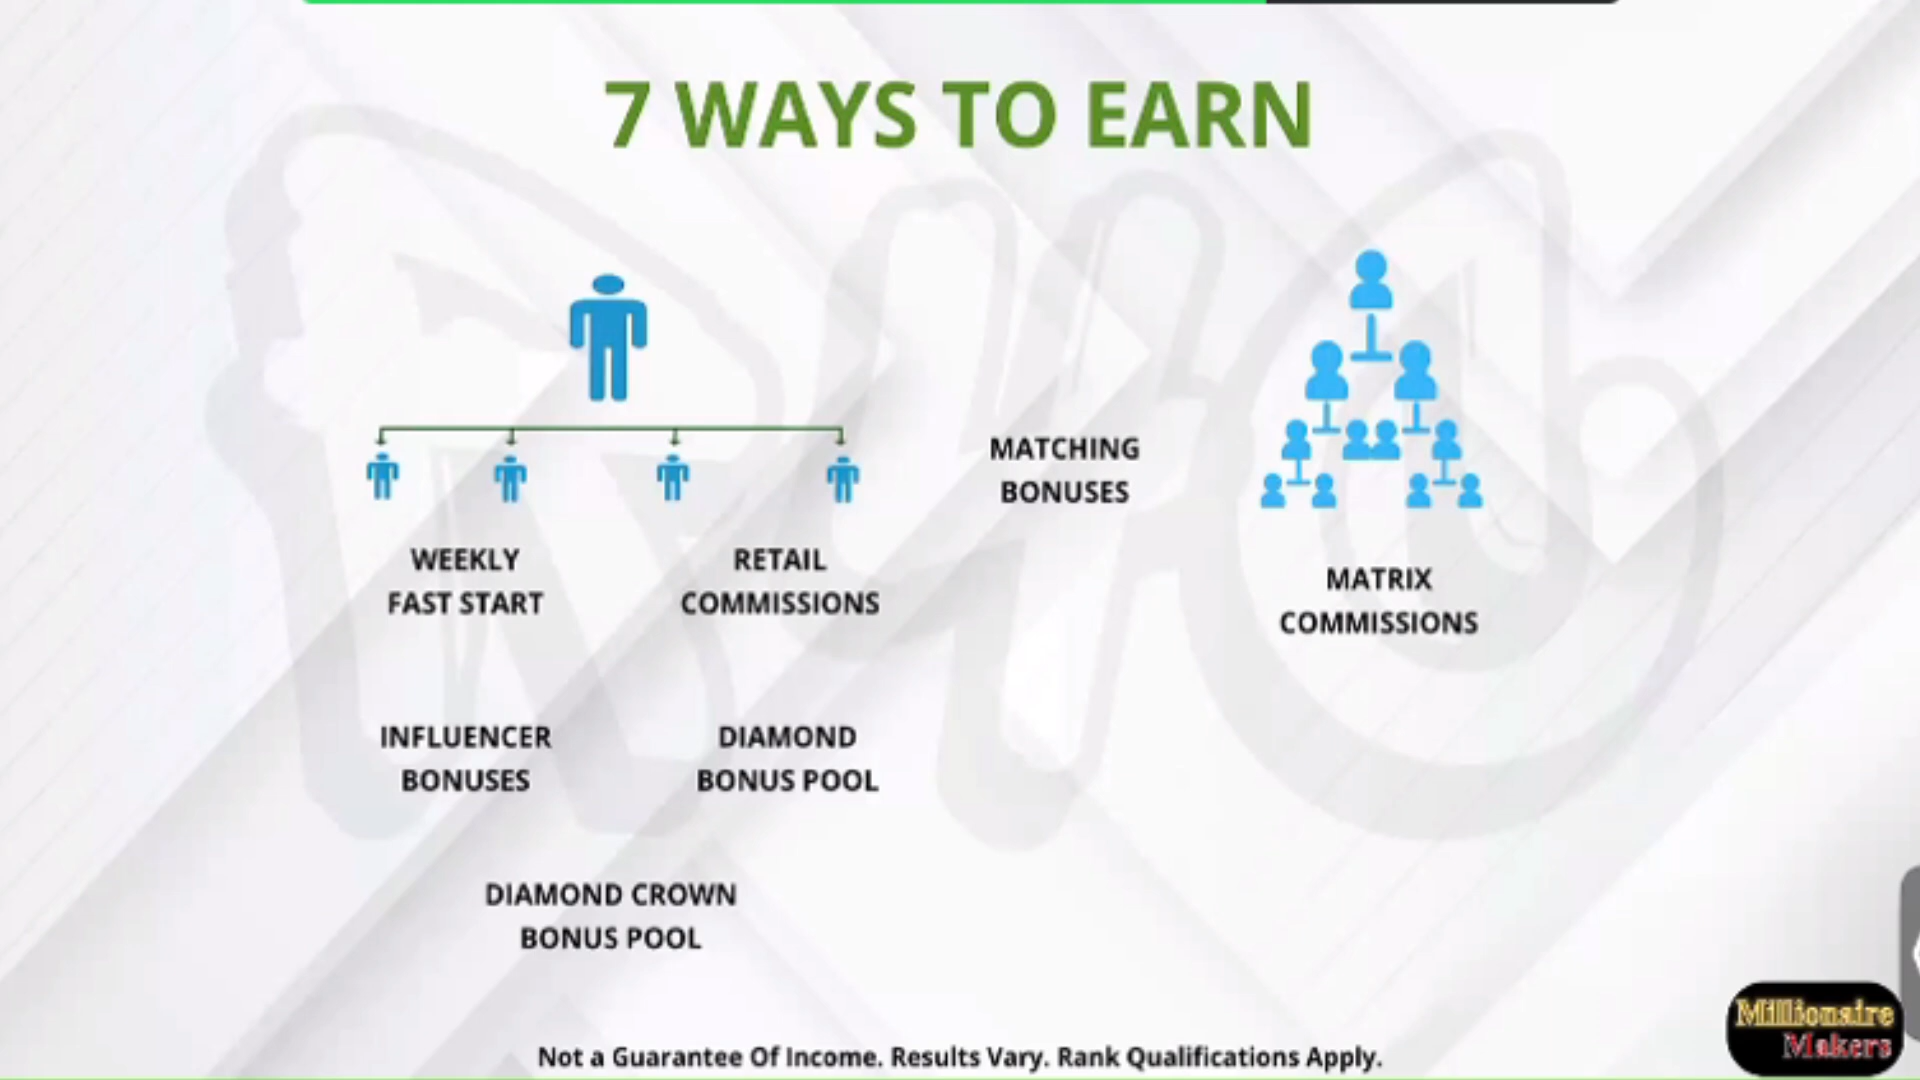 7 WAYS TO EARN
MATCHING
BONUSES
WEEKLY
FAST START
RETAIL
COMMISSIONS
MATRIX
COMMISSIONS
INFLUENCER
BONUSES
DIAMOND
BONUS POOL
DIAMOND CROWN
BONUS POOL
Not a Guarantee Of Income. Results Vary. Rank Qualifications Apply.
Millionaire
Makers